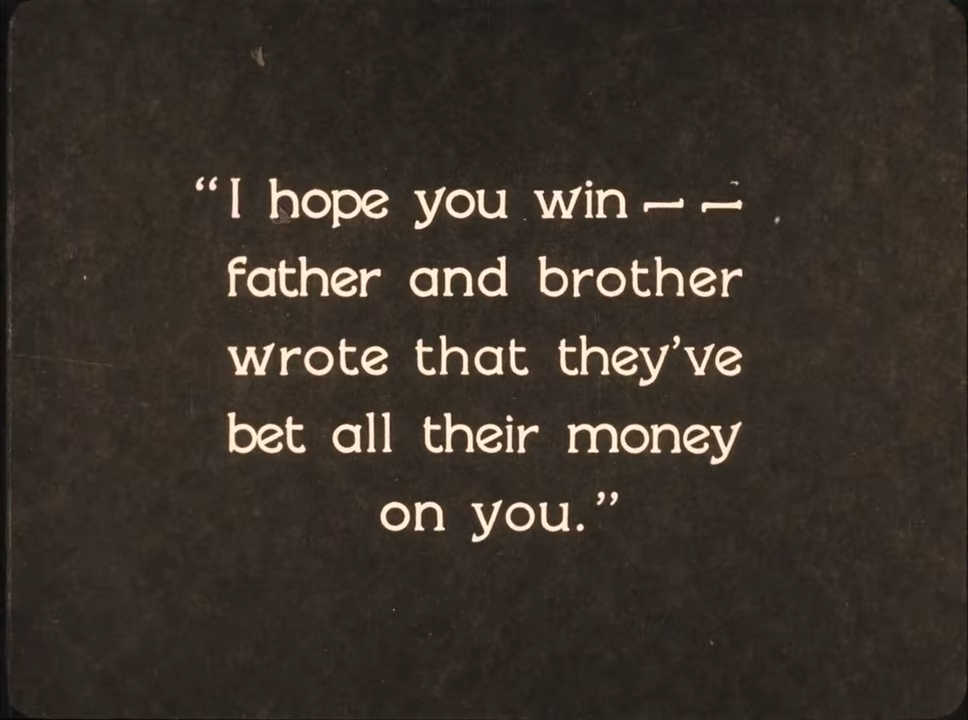 “I hope you win — —
father and brother
wrote that they’ve
bet all their money
on you.”